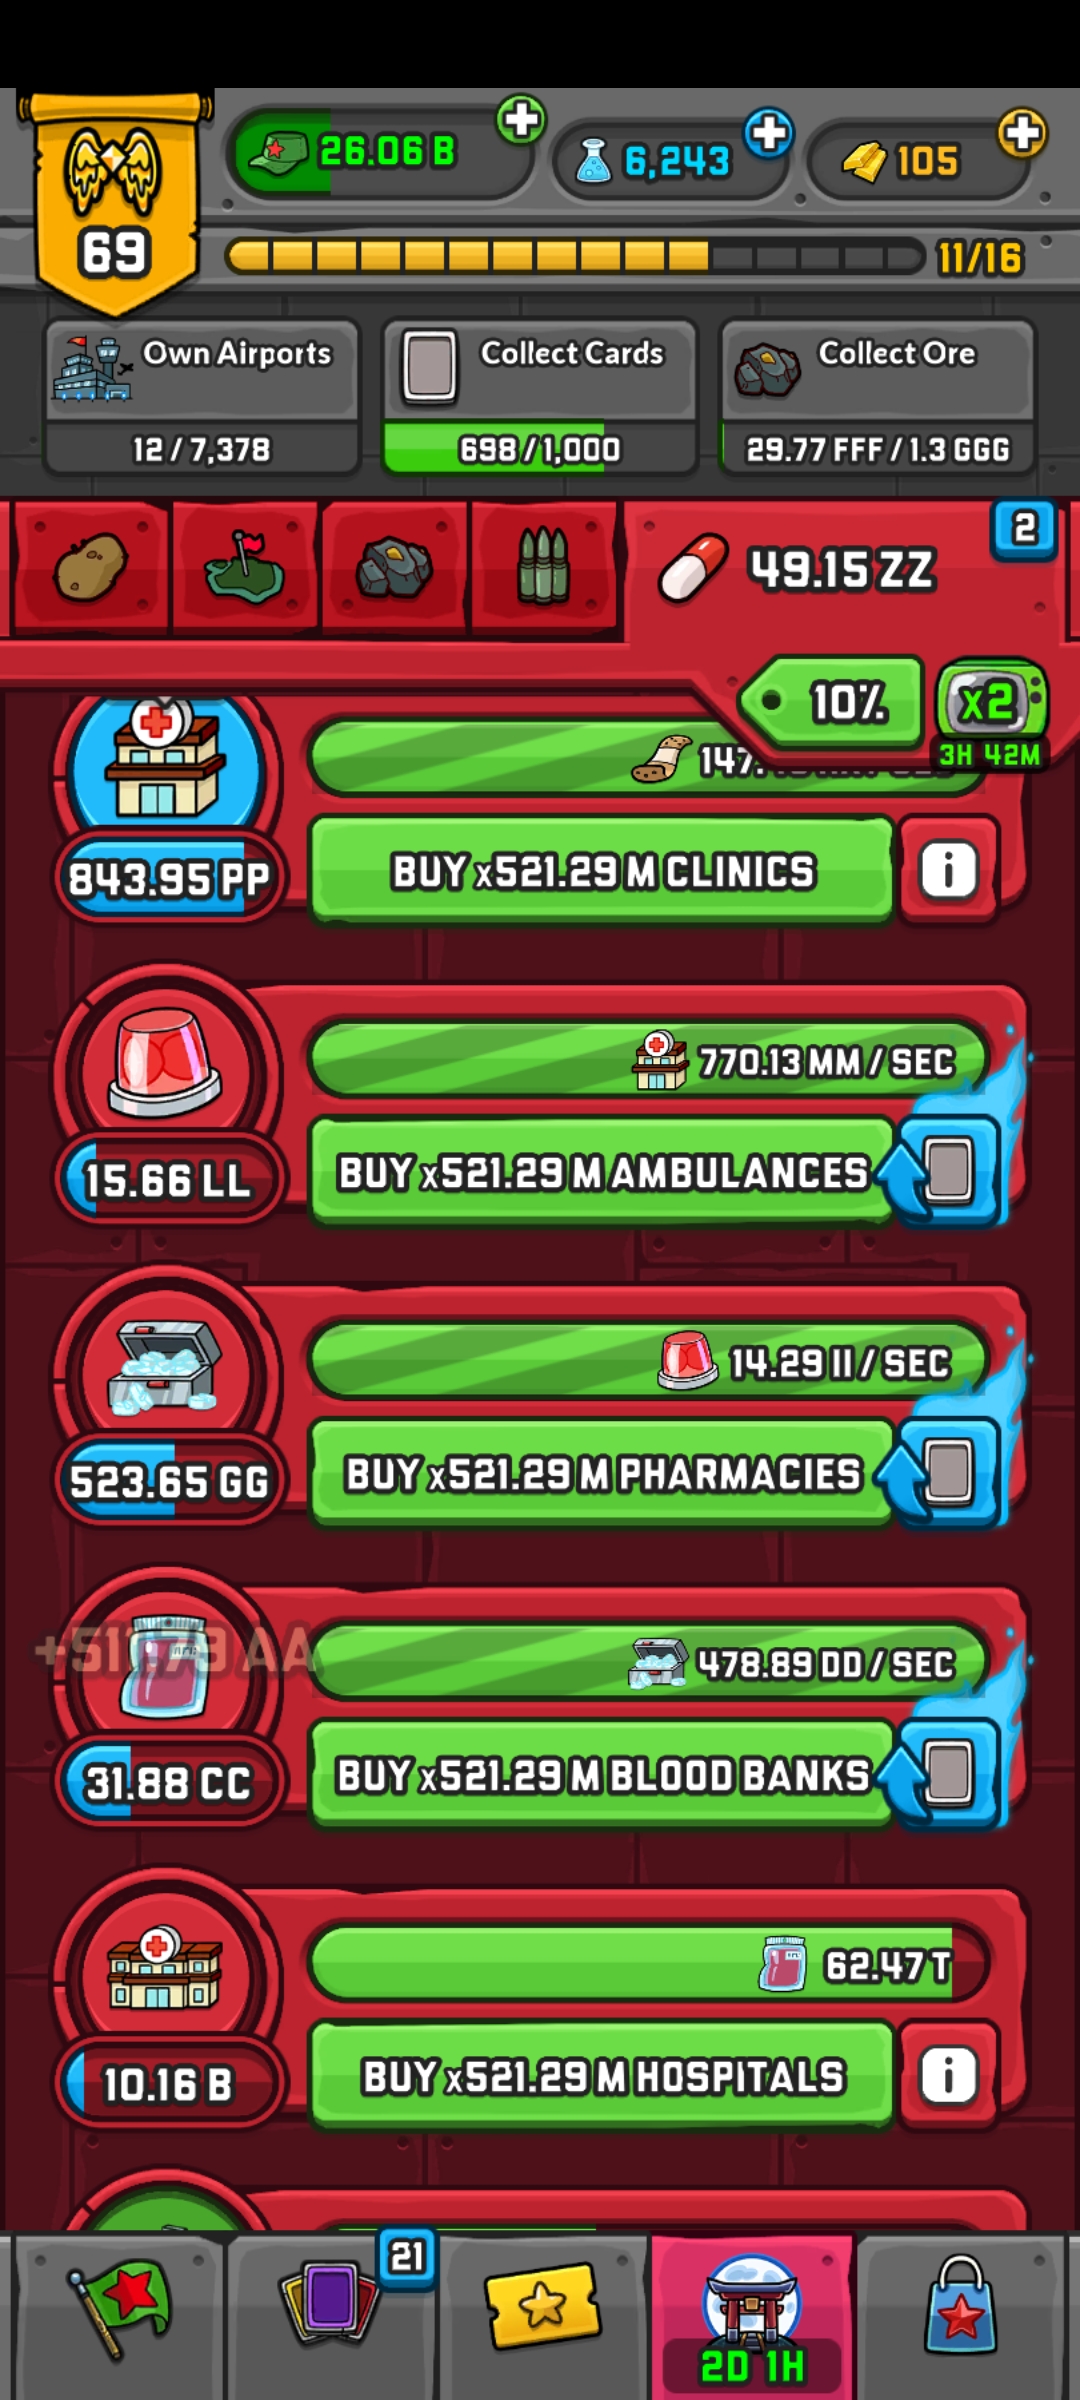 26.06 B
6,243
105
69
11/16
Own Airports
Collect Cards
Collect Ore
12 / 7,378
698 / 1,000
29.77 FFF / 1.3 GGG
49.15 ZZ
2
10%
x2
3H 42M
147.
843.95 PP
BUY x521.29 M CLINICS
i
770.13 MM / SEC
15.66 LL
BUY x521.29 M AMBULANCES
14.29 II / SEC
523.65 GG
BUY x521.29 M PHARMACIES
478.89 DD / SEC
31.88 CC
BUY x521.29 M BLOOD BANKS
62.47 T
10.16 B
BUY x521.29 M HOSPITALS
i
21
2D 1H